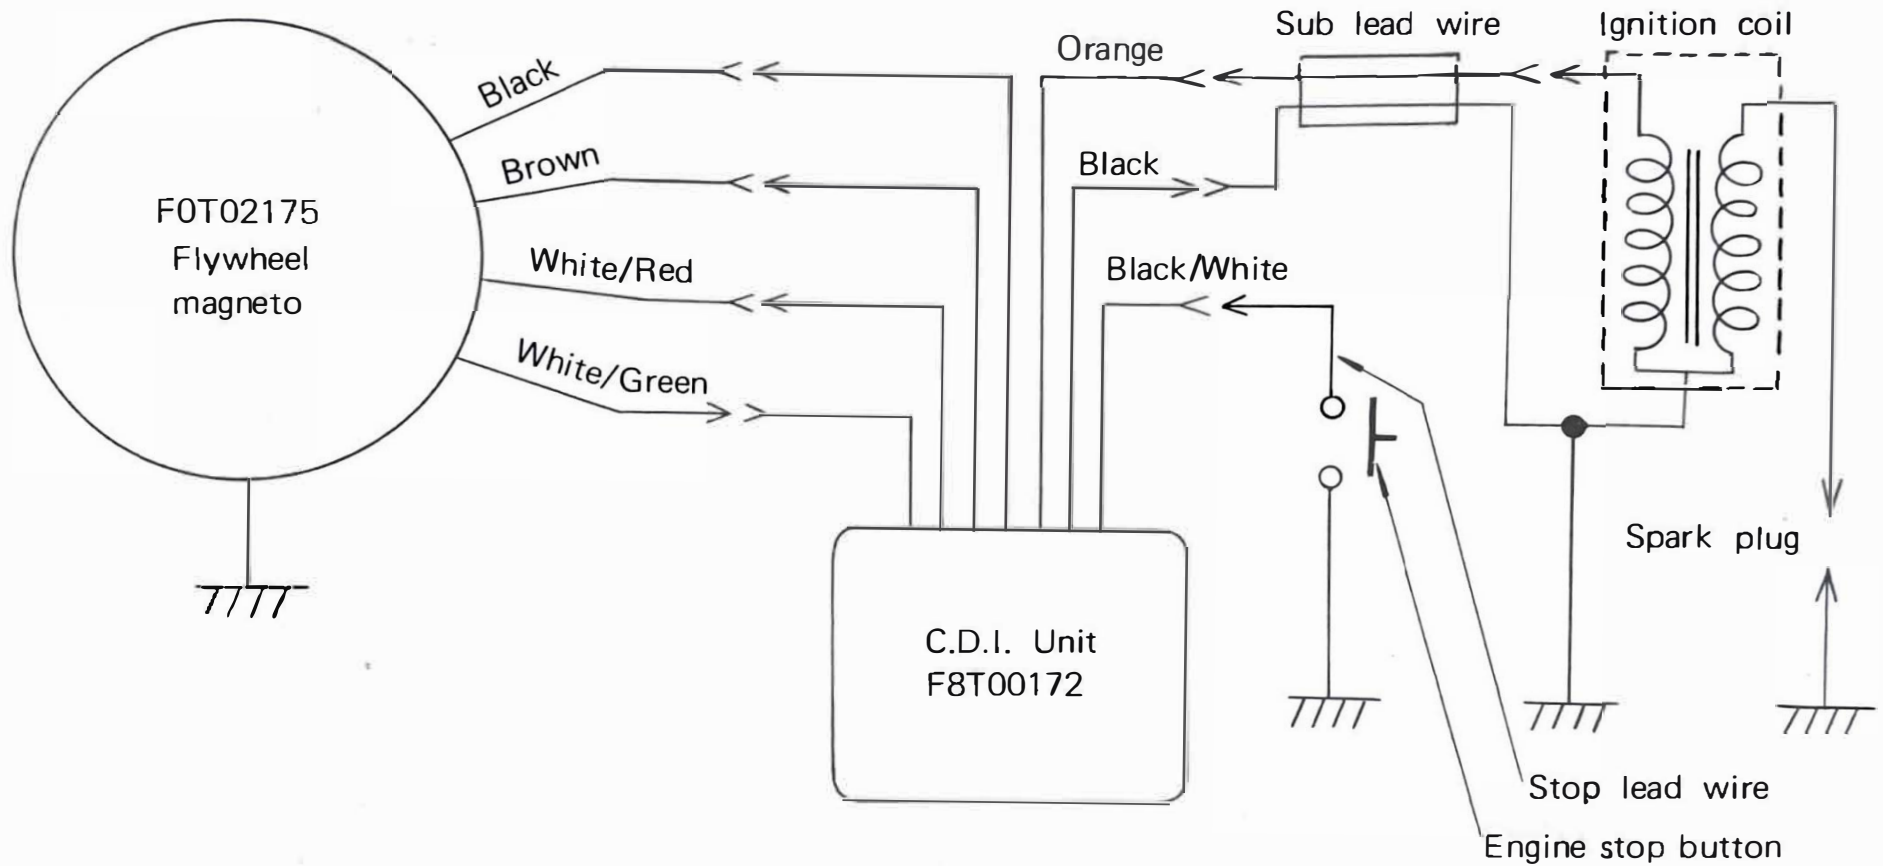 Sub lead wire
Ignition coil
Orange
Black
Brown
Black
F0T02175
Flywheel
magneto
White/Red
Black/White
White/Green
Spark plug
C.D.I. Unit
F8T00172
Stop lead wire
Engine stop button